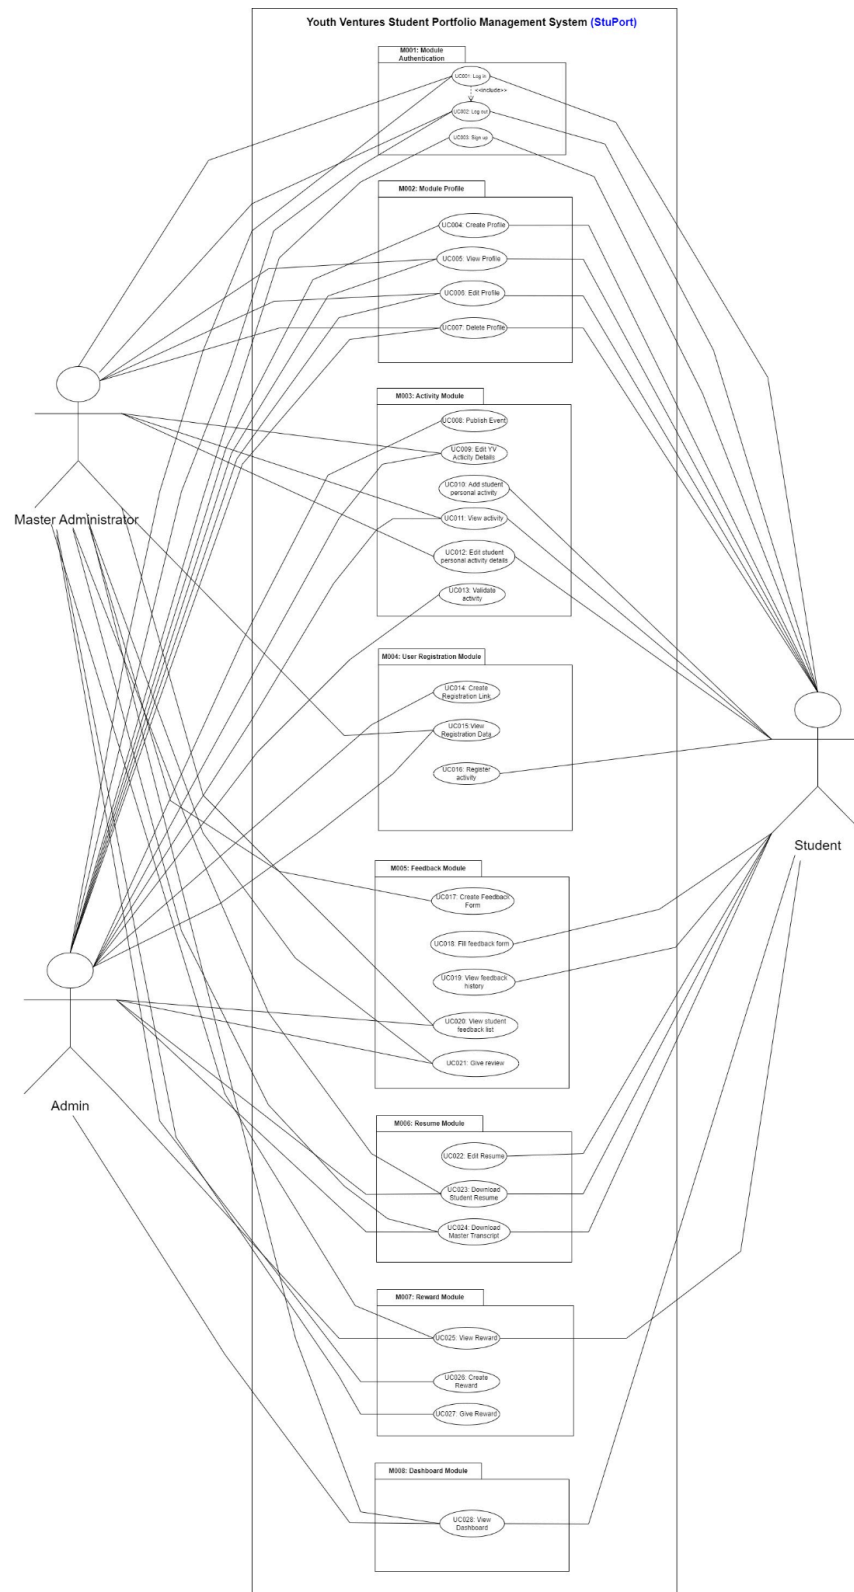 Youth Ventures Student Portfolio Management System (StuPort)
M001: Module
Authentication
UC001: Log in
<<include>>
UC002: Log out
UC003: Sign up
M002: Module Profile
UC004: Create Profile
UC005: View Profile
UC006: Edit Profile
UC007: Delete Profile
M003: Activity Module
UC008: Publish Event
UC009: Edit YV
Acticity Details
UC010: Add student
personal activity
UC011: View activity
UC012: Edit student
personal activity details
UC013: Validate
activity
Master Administrator
M004: User Registration Module
UC014: Create
Registration Link
UC015:View
Registration Data
UC016: Register
activity
Student
M005: Feedback Module
UC017: Create Feedback
Form
UC018: Fill feedback form
UC019: View feedback
history
UC020: View student
feedback list
UC021: Give review
Admin
M006: Resume Module
UC022: Edit Resume
UC023: Download
Student Resume
UC024: Download
Master Transcript
M007: Reward Module
UC025: View Reward
UC026: Create
Reward
UC027: Give Reward
M008: Dashboard Module
UC028: View
Dashboard